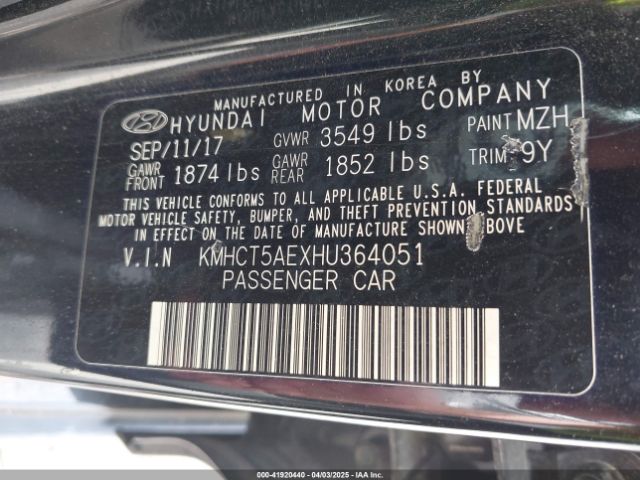 MANUFACTURED IN KOREA BY
HYUNDAI MOTOR COMPANY
SEP/11/17 GVWR 3549 lbs PAINT MZH
GAWR FRONT 1874 lbs GAWR REAR 1852 lbs TRIM 9Y
THIS VEHICLE CONFORMS TO ALL APPLICABLE U.S.A. FEDERAL
MOTOR VEHICLE SAFETY, BUMPER, AND THEFT PREVENTION STANDARDS
IN EFFECT ON THE DATE OF MANUFACTURE SHOWN ABOVE
V.I.N KMHCT5AEXHU364051
PASSENGER CAR
000-41920440 - 04/03/2025 - IAA Inc.